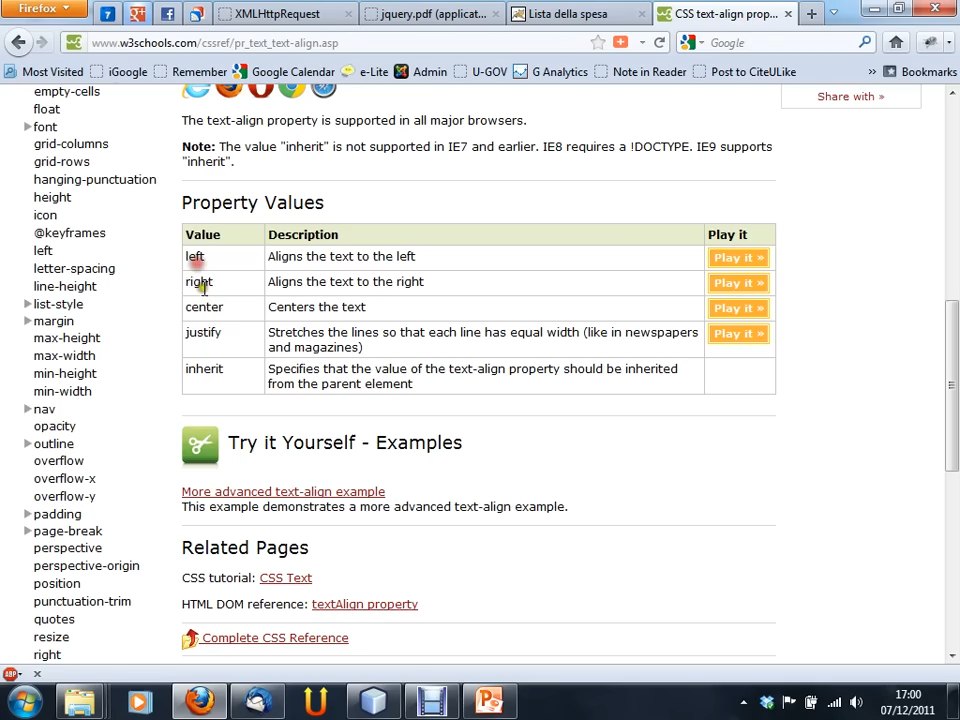 Firefox
XMLHttpRequest
jquery.pdf (applicat...
Lista della spesa
CSS text-align prop...
www.w3schools.com/cssref/pr_text_text-align.asp
Google
Most Visited
iGoogle
Remember
Google Calendar
e-Lite
Admin
U-GOV
G Analytics
Note in Reader
Post to CiteULike
»
Bookmarks
empty-cells
float
font
grid-columns
grid-rows
hanging-punctuation
height
icon
@keyframes
left
letter-spacing
line-height
list-style
margin
max-height
max-width
min-height
min-width
nav
opacity
outline
overflow
overflow-x
overflow-y
padding
page-break
perspective
perspective-origin
position
punctuation-trim
quotes
resize
right
The text-align property is supported in all major browsers.
Note: The value "inherit" is not supported in IE7 and earlier. IE8 requires a !DOCTYPE. IE9 supports
"inherit".
Property Values
Value Description Play it
left Aligns the text to the left Play it »
right Aligns the text to the right Play it »
center Centers the text Play it »
justify Stretches the lines so that each line has equal width (like in newspapers Play it »
and magazines)
inherit Specifies that the value of the text-align property should be inherited
from the parent element
Try it Yourself - Examples
More advanced text-align example
This example demonstrates a more advanced text-align example.
Related Pages
CSS tutorial: CSS Text
HTML DOM reference: textAlign property
Complete CSS Reference
Share with »
ABP
17:00
07/12/2011